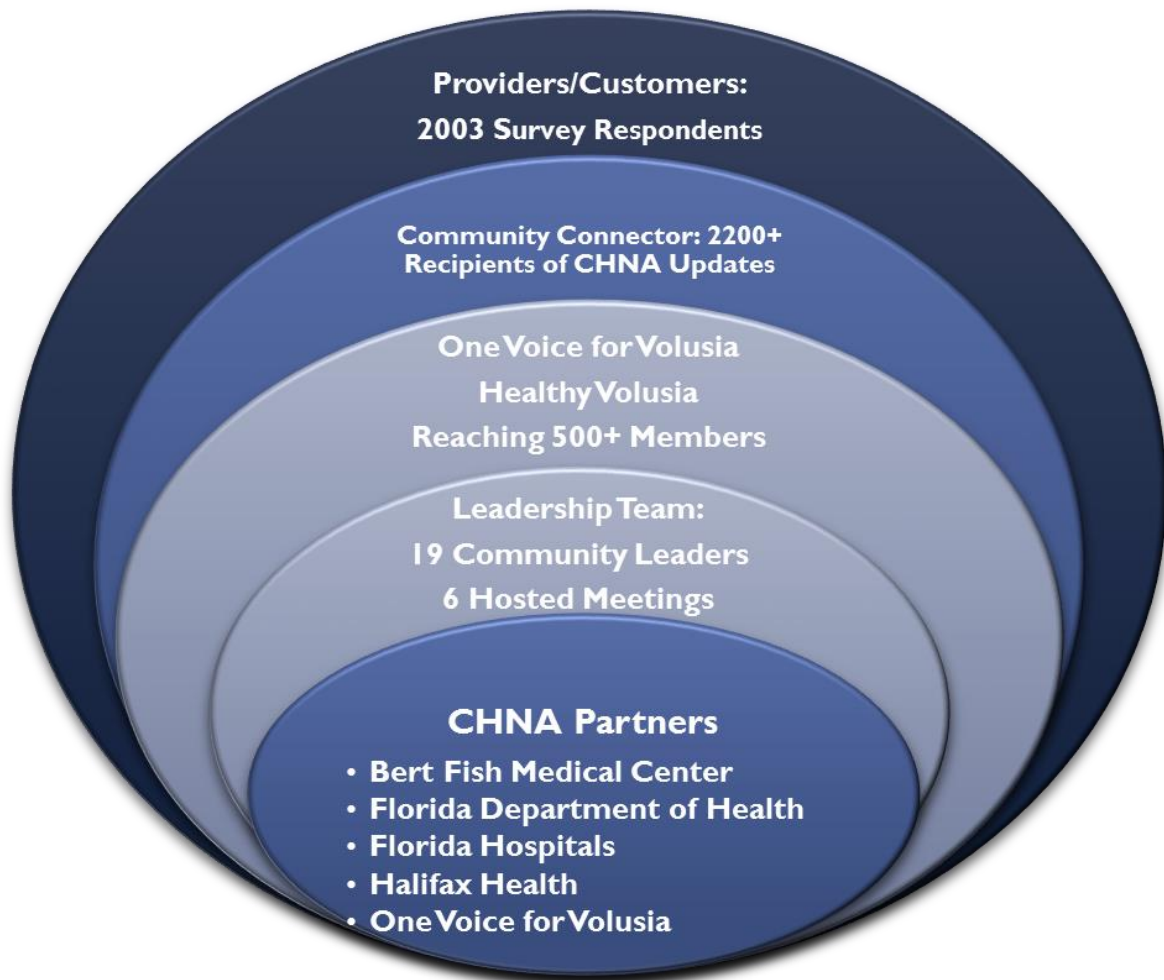 Providers/Customers:
2003 Survey Respondents
Community Connector: 2200+
Recipients of CHNA Updates
One Voice for Volusia
Healthy Volusia
Reaching 500+ Members
Leadership Team:
19 Community Leaders
6 Hosted Meetings
CHNA Partners
• Bert Fish Medical Center
• Florida Department of Health
• Florida Hospitals
• Halifax Health
• One Voice for Volusia